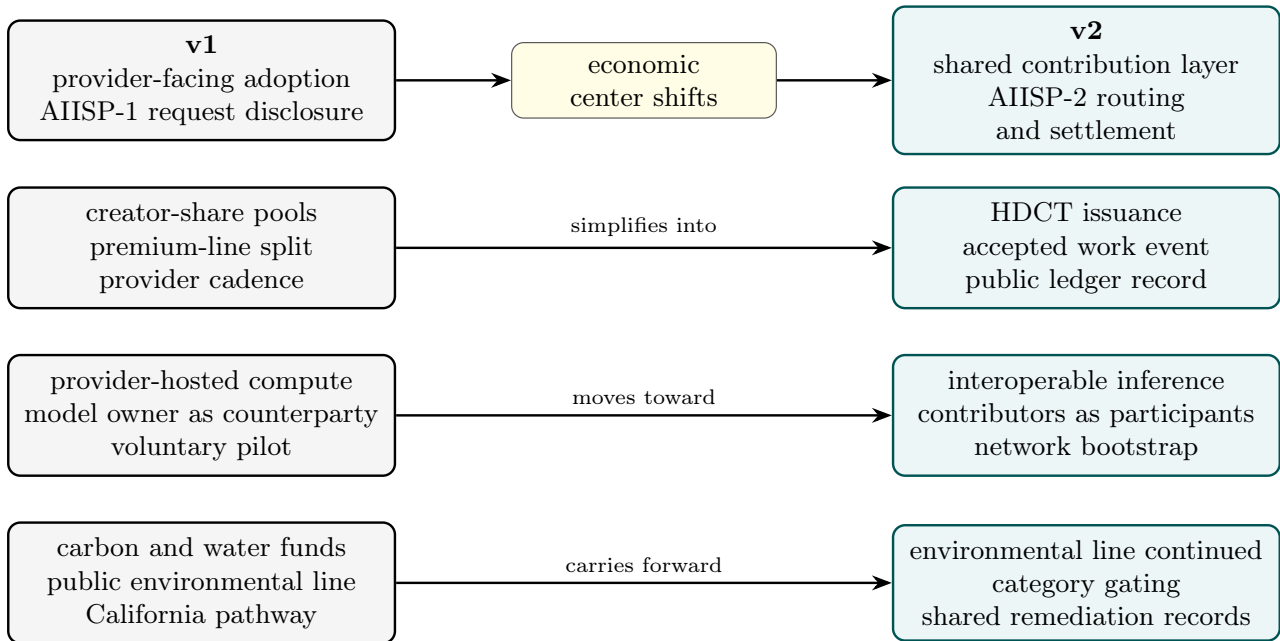 v1
provider-facing adoption
AIISP-1 request disclosure
economic
center shifts
v2
shared contribution layer
AIISP-2 routing
and settlement
creator-share pools
premium-line split
provider cadence
simplifies into
HDCT issuance
accepted work event
public ledger record
provider-hosted compute
model owner as counterparty
voluntary pilot
moves toward
interoperable inference
contributors as participants
network bootstrap
carbon and water funds
public environmental line
California pathway
carries forward
environmental line continued
category gating
shared remediation records